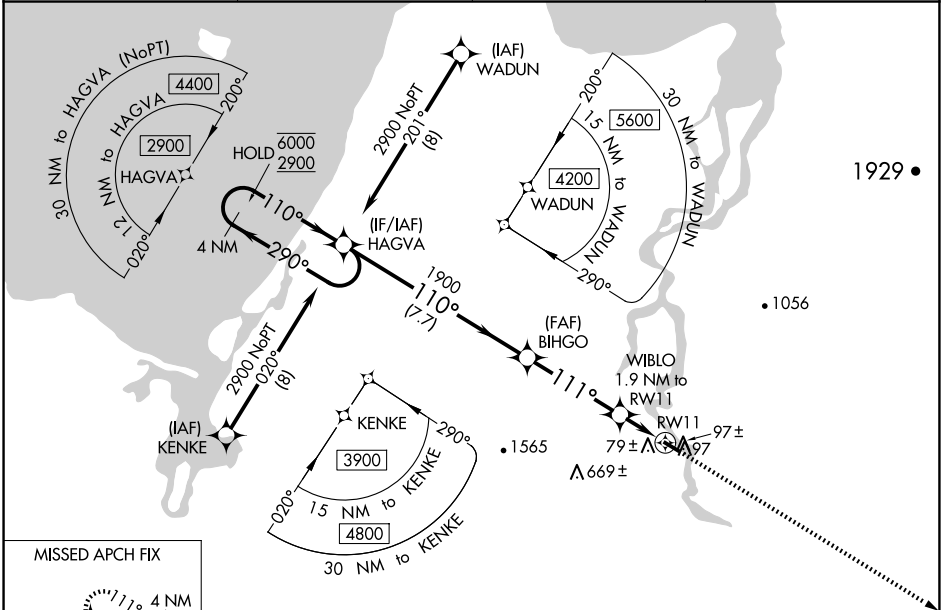 30 NM to HAGVA (NoPT)
4400
200°
12 NM to HAGVA
2900
HAGVA
020°
HOLD 6000
2900
110°
4 NM
290°
(IAF)
WADUN
2900 NoPT
201°
(8)
(IF/IAF)
HAGVA
200°
5600
30 NM to WADUN
15 NM to WADUN
4200
WADUN
290°
1929
1056
1900
110°
(7.7)
(FAF)
BIHGO
111°
WIBLO
1.9 NM to
RW11
RW11
97±
79±
97
1565
669±
2900 NoPT
020°
(8)
(IAF)
KENKE
KENKE
290°
3900
020°
15 NM to KENKE
4800
30 NM to KENKE
MISSED APCH FIX
111°
4 NM